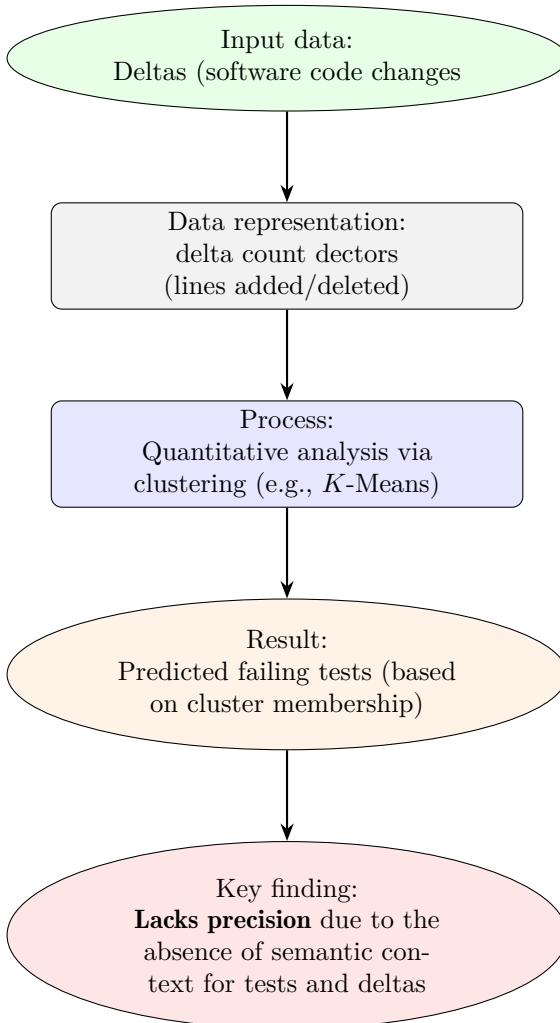 Input data:
Deltas (software code changes
Data representation:
delta count dectors
(lines added/deleted)
Process:
Quantitative analysis via
clustering (e.g., K-Means)
Result:
Predicted failing tests (based
on cluster membership)
Key finding:
Lacks precision due to the
absence of semantic con-
text for tests and deltas